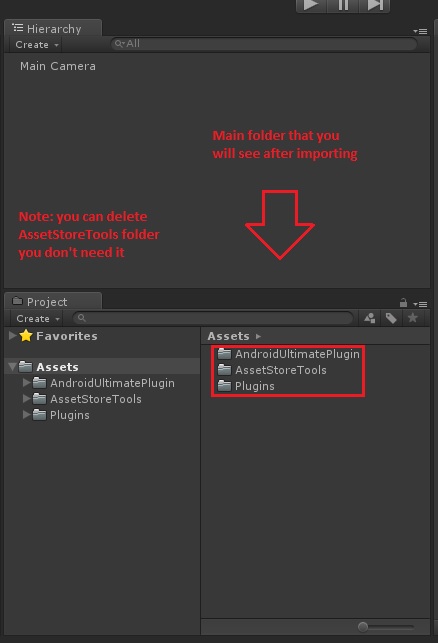 Hierarchy
Create
All
Main Camera
Main folder that you
will see after importing
Note: you can delete
AssetStoreTools folder
you don't need it
Project
Create
Favorites
Assets
AndroidUltimatePlugin
AssetStoreTools
Plugins
Assets
AndroidUltimatePlugin
AssetStoreTools
Plugins